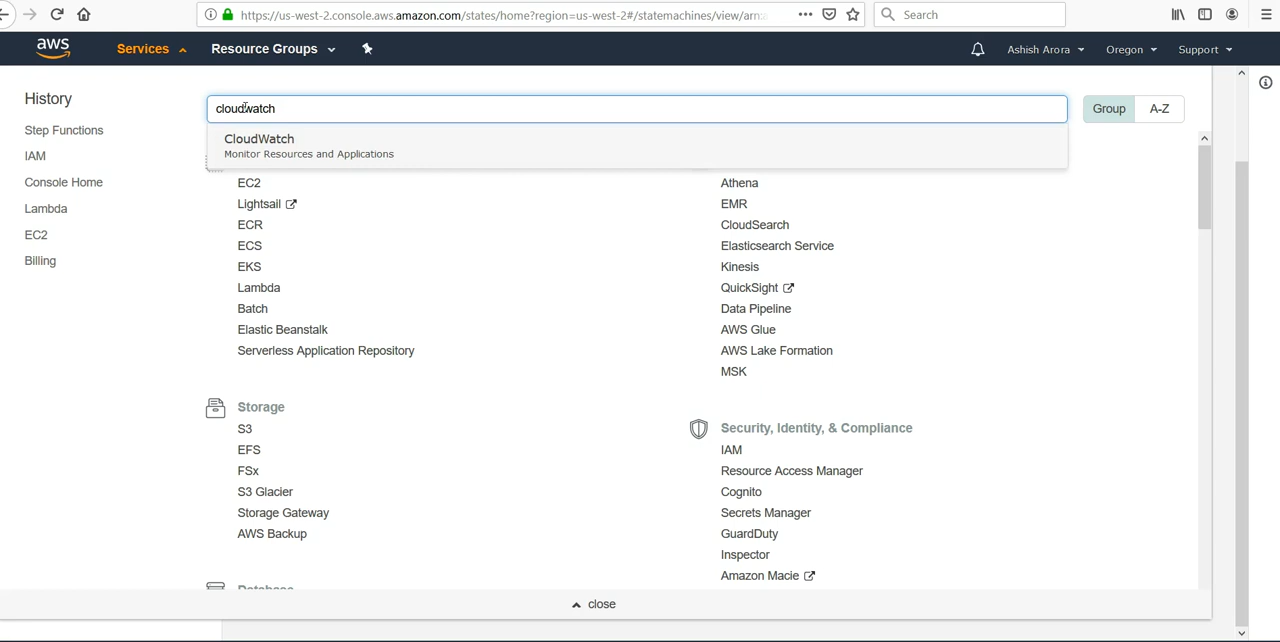 https://us-west-2.console.aws.amazon.com/states/home?region=us-west-2#/statemachines/view/arn:
Search
aws
Services
Resource Groups
Ashish Arora
Oregon
Support
History
Step Functions
IAM
Console Home
Lambda
EC2
Billing
cloudwatch
Group
A-Z
CloudWatch
Monitor Resources and Applications
EC2
Lightsail
ECR
ECS
EKS
Lambda
Batch
Elastic Beanstalk
Serverless Application Repository
Storage
S3
EFS
FSx
S3 Glacier
Storage Gateway
AWS Backup
Database
Athena
EMR
CloudSearch
Elasticsearch Service
Kinesis
QuickSight
Data Pipeline
AWS Glue
AWS Lake Formation
MSK
Security, Identity, & Compliance
IAM
Resource Access Manager
Cognito
Secrets Manager
GuardDuty
Inspector
Amazon Macie
close